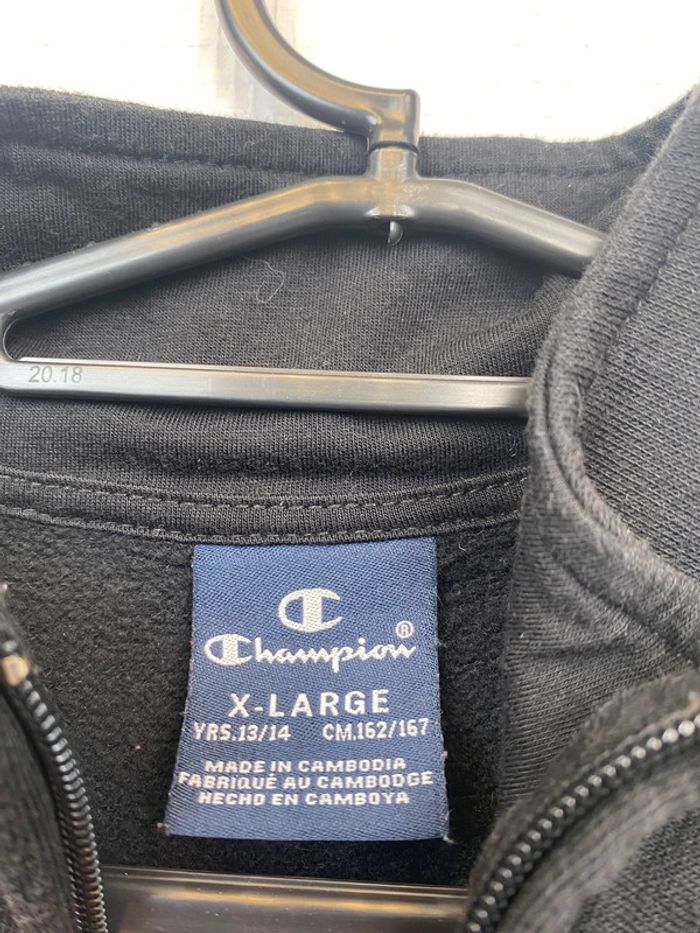 20.18
Champion®
X-LARGE
YRS.13/14 CM.162/167
MADE IN CAMBODIA
FABRIQUÉ AU CAMBODGE
HECHO EN CAMBOYA